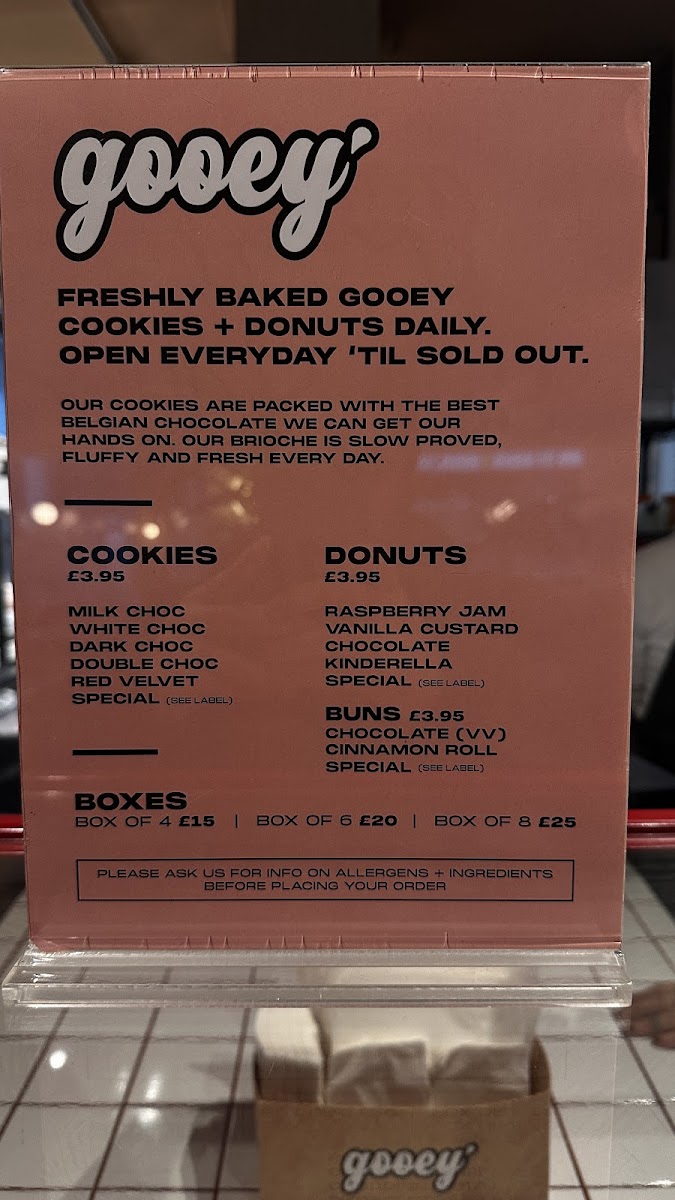 gooey'
FRESHLY BAKED GOOEY
COOKIES + DONUTS DAILY.
OPEN EVERYDAY 'TIL SOLD OUT.
OUR COOKIES ARE PACKED WITH THE BEST
BELGIAN CHOCOLATE WE CAN GET OUR
HANDS ON. OUR BRIOCHE IS SLOW PROVED,
FLUFFY AND FRESH EVERY DAY.
COOKIES
£3.95
MILK CHOC
WHITE CHOC
DARK CHOC
DOUBLE CHOC
RED VELVET
SPECIAL (SEE LABEL)
DONUTS
£3.95
RASPBERRY JAM
VANILLA CUSTARD
CHOCOLATE
KINDERELLA
SPECIAL (SEE LABEL)
BUNS £3.95
CHOCOLATE (VV)
CINNAMON ROLL
SPECIAL (SEE LABEL)
BOXES
BOX OF 4 £15 | BOX OF 6 £20 | BOX OF 8 £25
PLEASE ASK US FOR INFO ON ALLERGENS + INGREDIENTS
BEFORE PLACING YOUR ORDER
gooey'